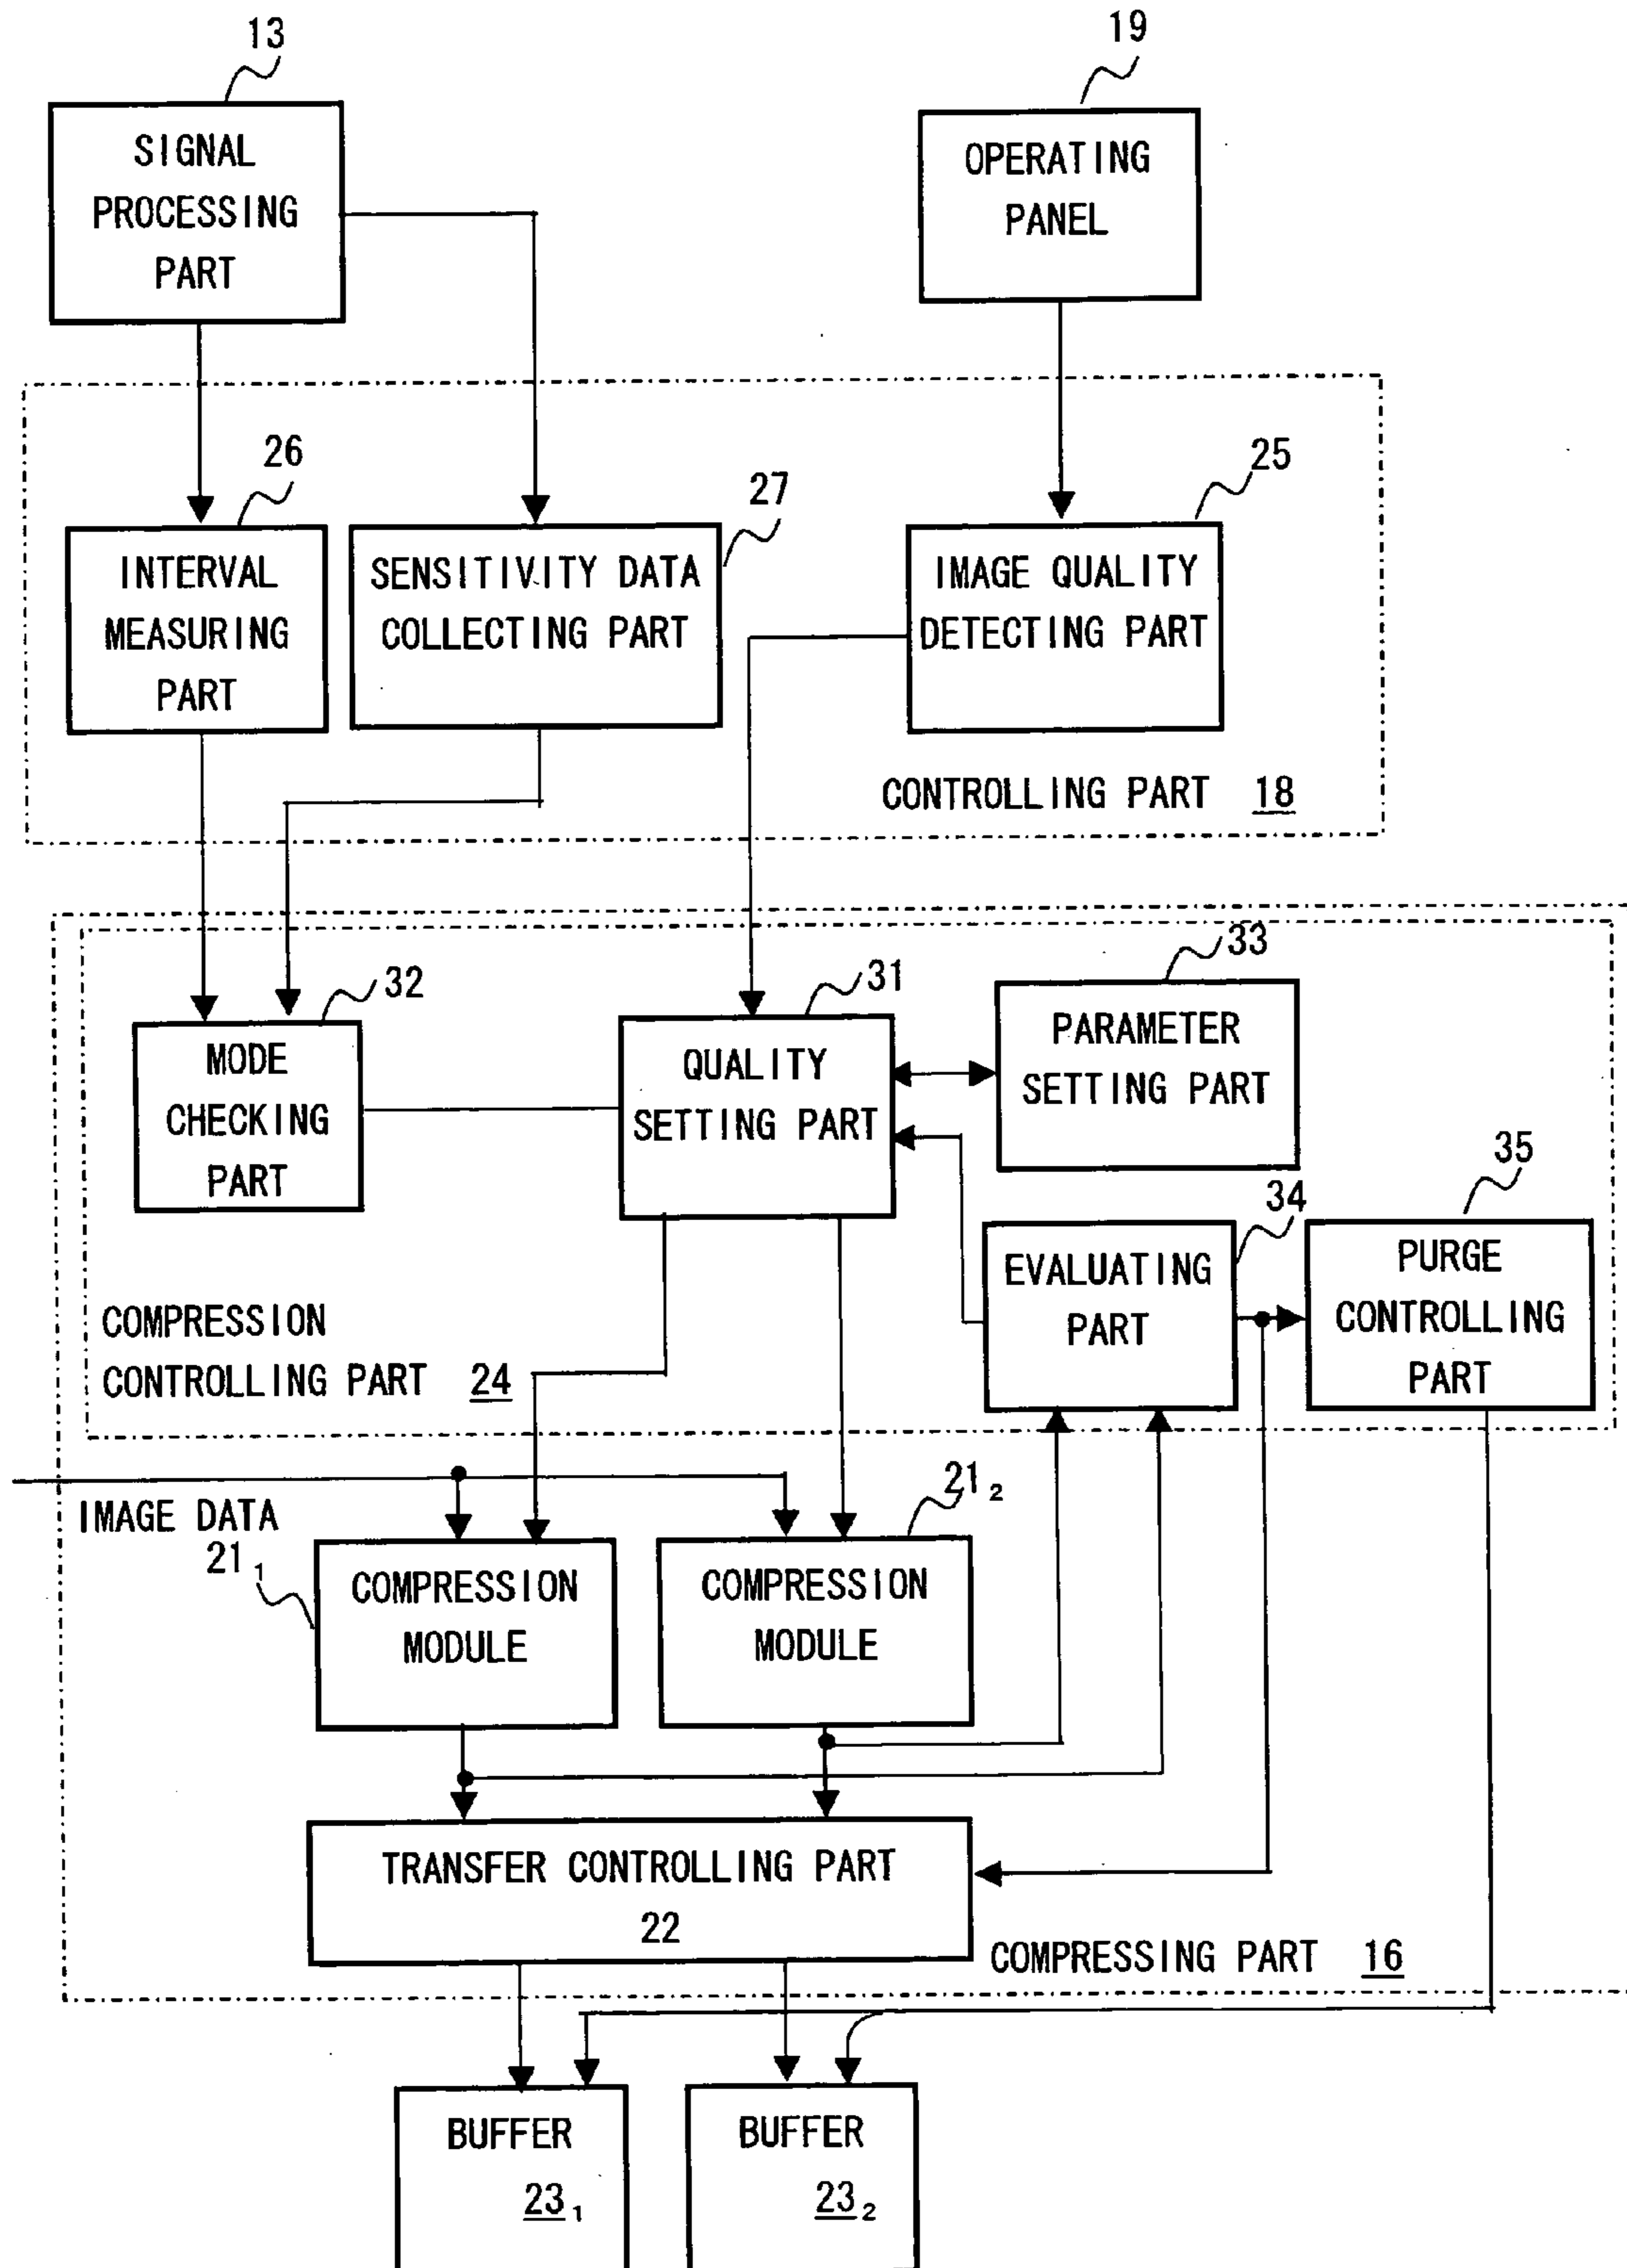 13
19
SIGNAL
PROCESSING
PART
OPERATING
PANEL
26
27
25
INTERVAL
MEASURING
PART
SENSITIVITY DATA
COLLECTING PART
IMAGE QUALITY
DETECTING PART
CONTROLLING PART 18
32
31
33
MODE
CHECKING
PART
QUALITY
SETTING PART
PARAMETER
SETTING PART
34
35
EVALUATING
PART
PURGE
CONTROLLING
PART
COMPRESSION
CONTROLLING PART 24
IMAGE DATA
21₁
21₂
COMPRESSION
MODULE
COMPRESSION
MODULE
TRANSFER CONTROLLING PART
22
COMPRESSING PART 16
BUFFER
23₁
BUFFER
23₂